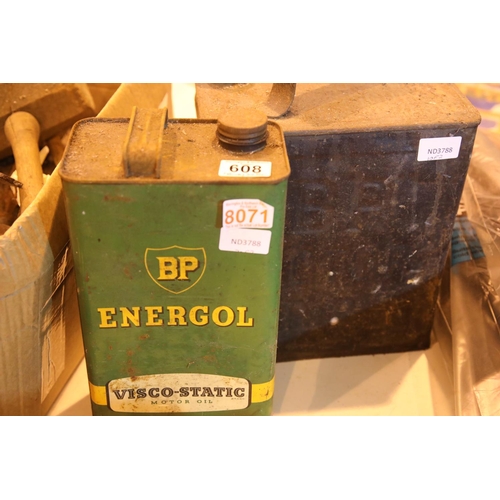 608
8071
ND3788
BP
ENERGOL
VISCO-STATIC
MOTOR OIL
ND3788